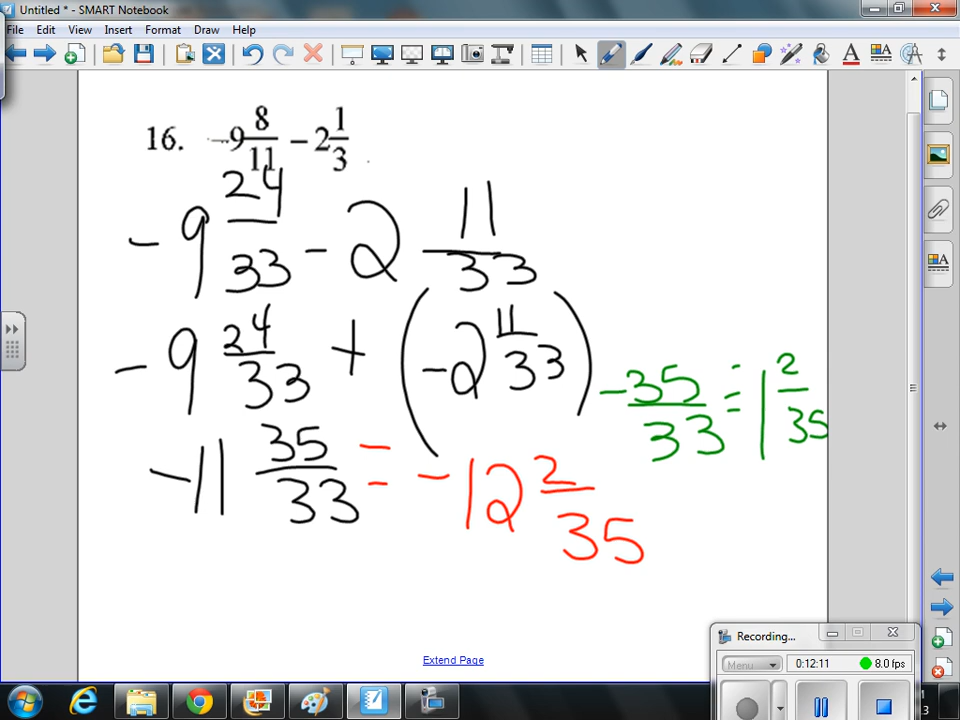 Untitled * - SMART Notebook
File Edit View Insert Format Draw Help
16. -9 8/11 - 2 1/3
-9 24/33 - 2 11/33
-9 24/33 + (-2 11/33)
-35/33 = 1 2/35
-11 35/33 = -12 2/35
Extend Page
Recording...
Menu 0:12:11 8.0 fps